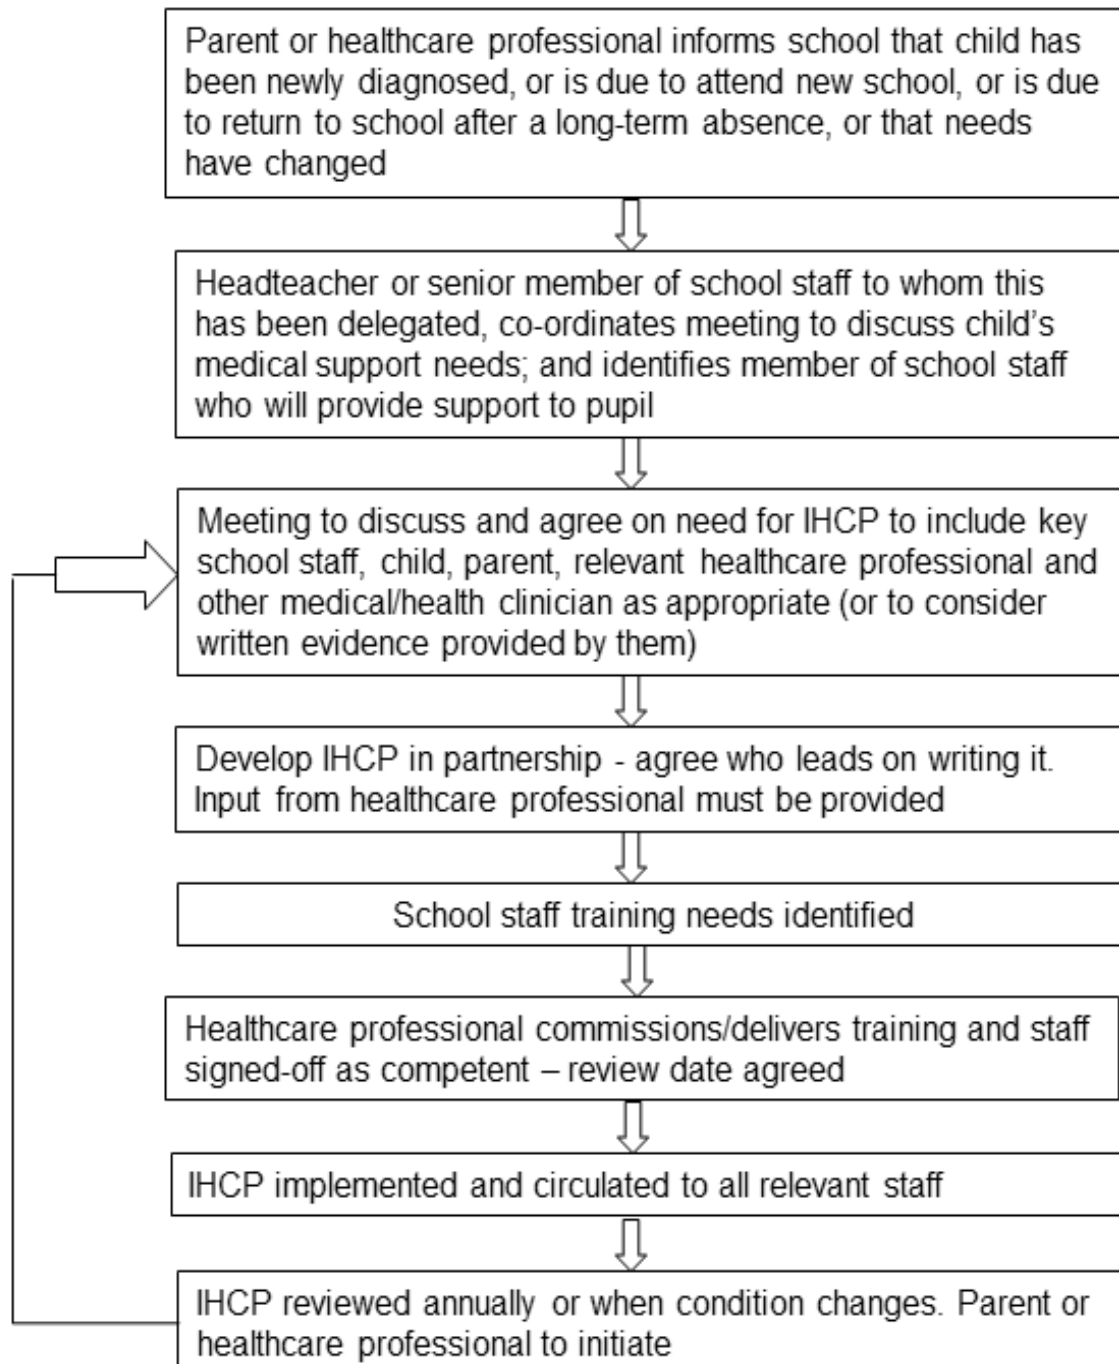 Parent or healthcare professional informs school that child has
been newly diagnosed, or is due to attend new school, or is due
to return to school after a long-term absence, or that needs
have changed
Headteacher or senior member of school staff to whom this
has been delegated, co-ordinates meeting to discuss child's
medical support needs; and identifies member of school staff
who will provide support to pupil
Meeting to discuss and agree on need for IHCP to include key
school staff, child, parent, relevant healthcare professional and
other medical/health clinician as appropriate (or to consider
written evidence provided by them)
Develop IHCP in partnership - agree who leads on writing it.
Input from healthcare professional must be provided
School staff training needs identified
Healthcare professional commissions/delivers training and staff
signed-off as competent – review date agreed
IHCP implemented and circulated to all relevant staff
IHCP reviewed annually or when condition changes. Parent or
healthcare professional to initiate